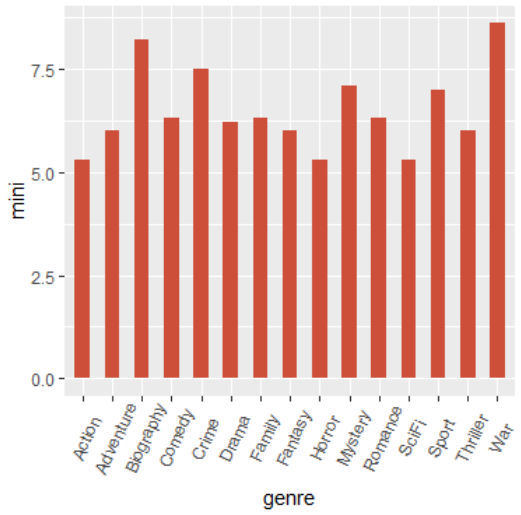 mini
7.5
5.0
2.5
0.0
Action
Adventure
Biography
Comedy
Crime
Drama
Family
Fantasy
Horror
Mystery
Romance
SciFi
Sport
Thriller
War
genre